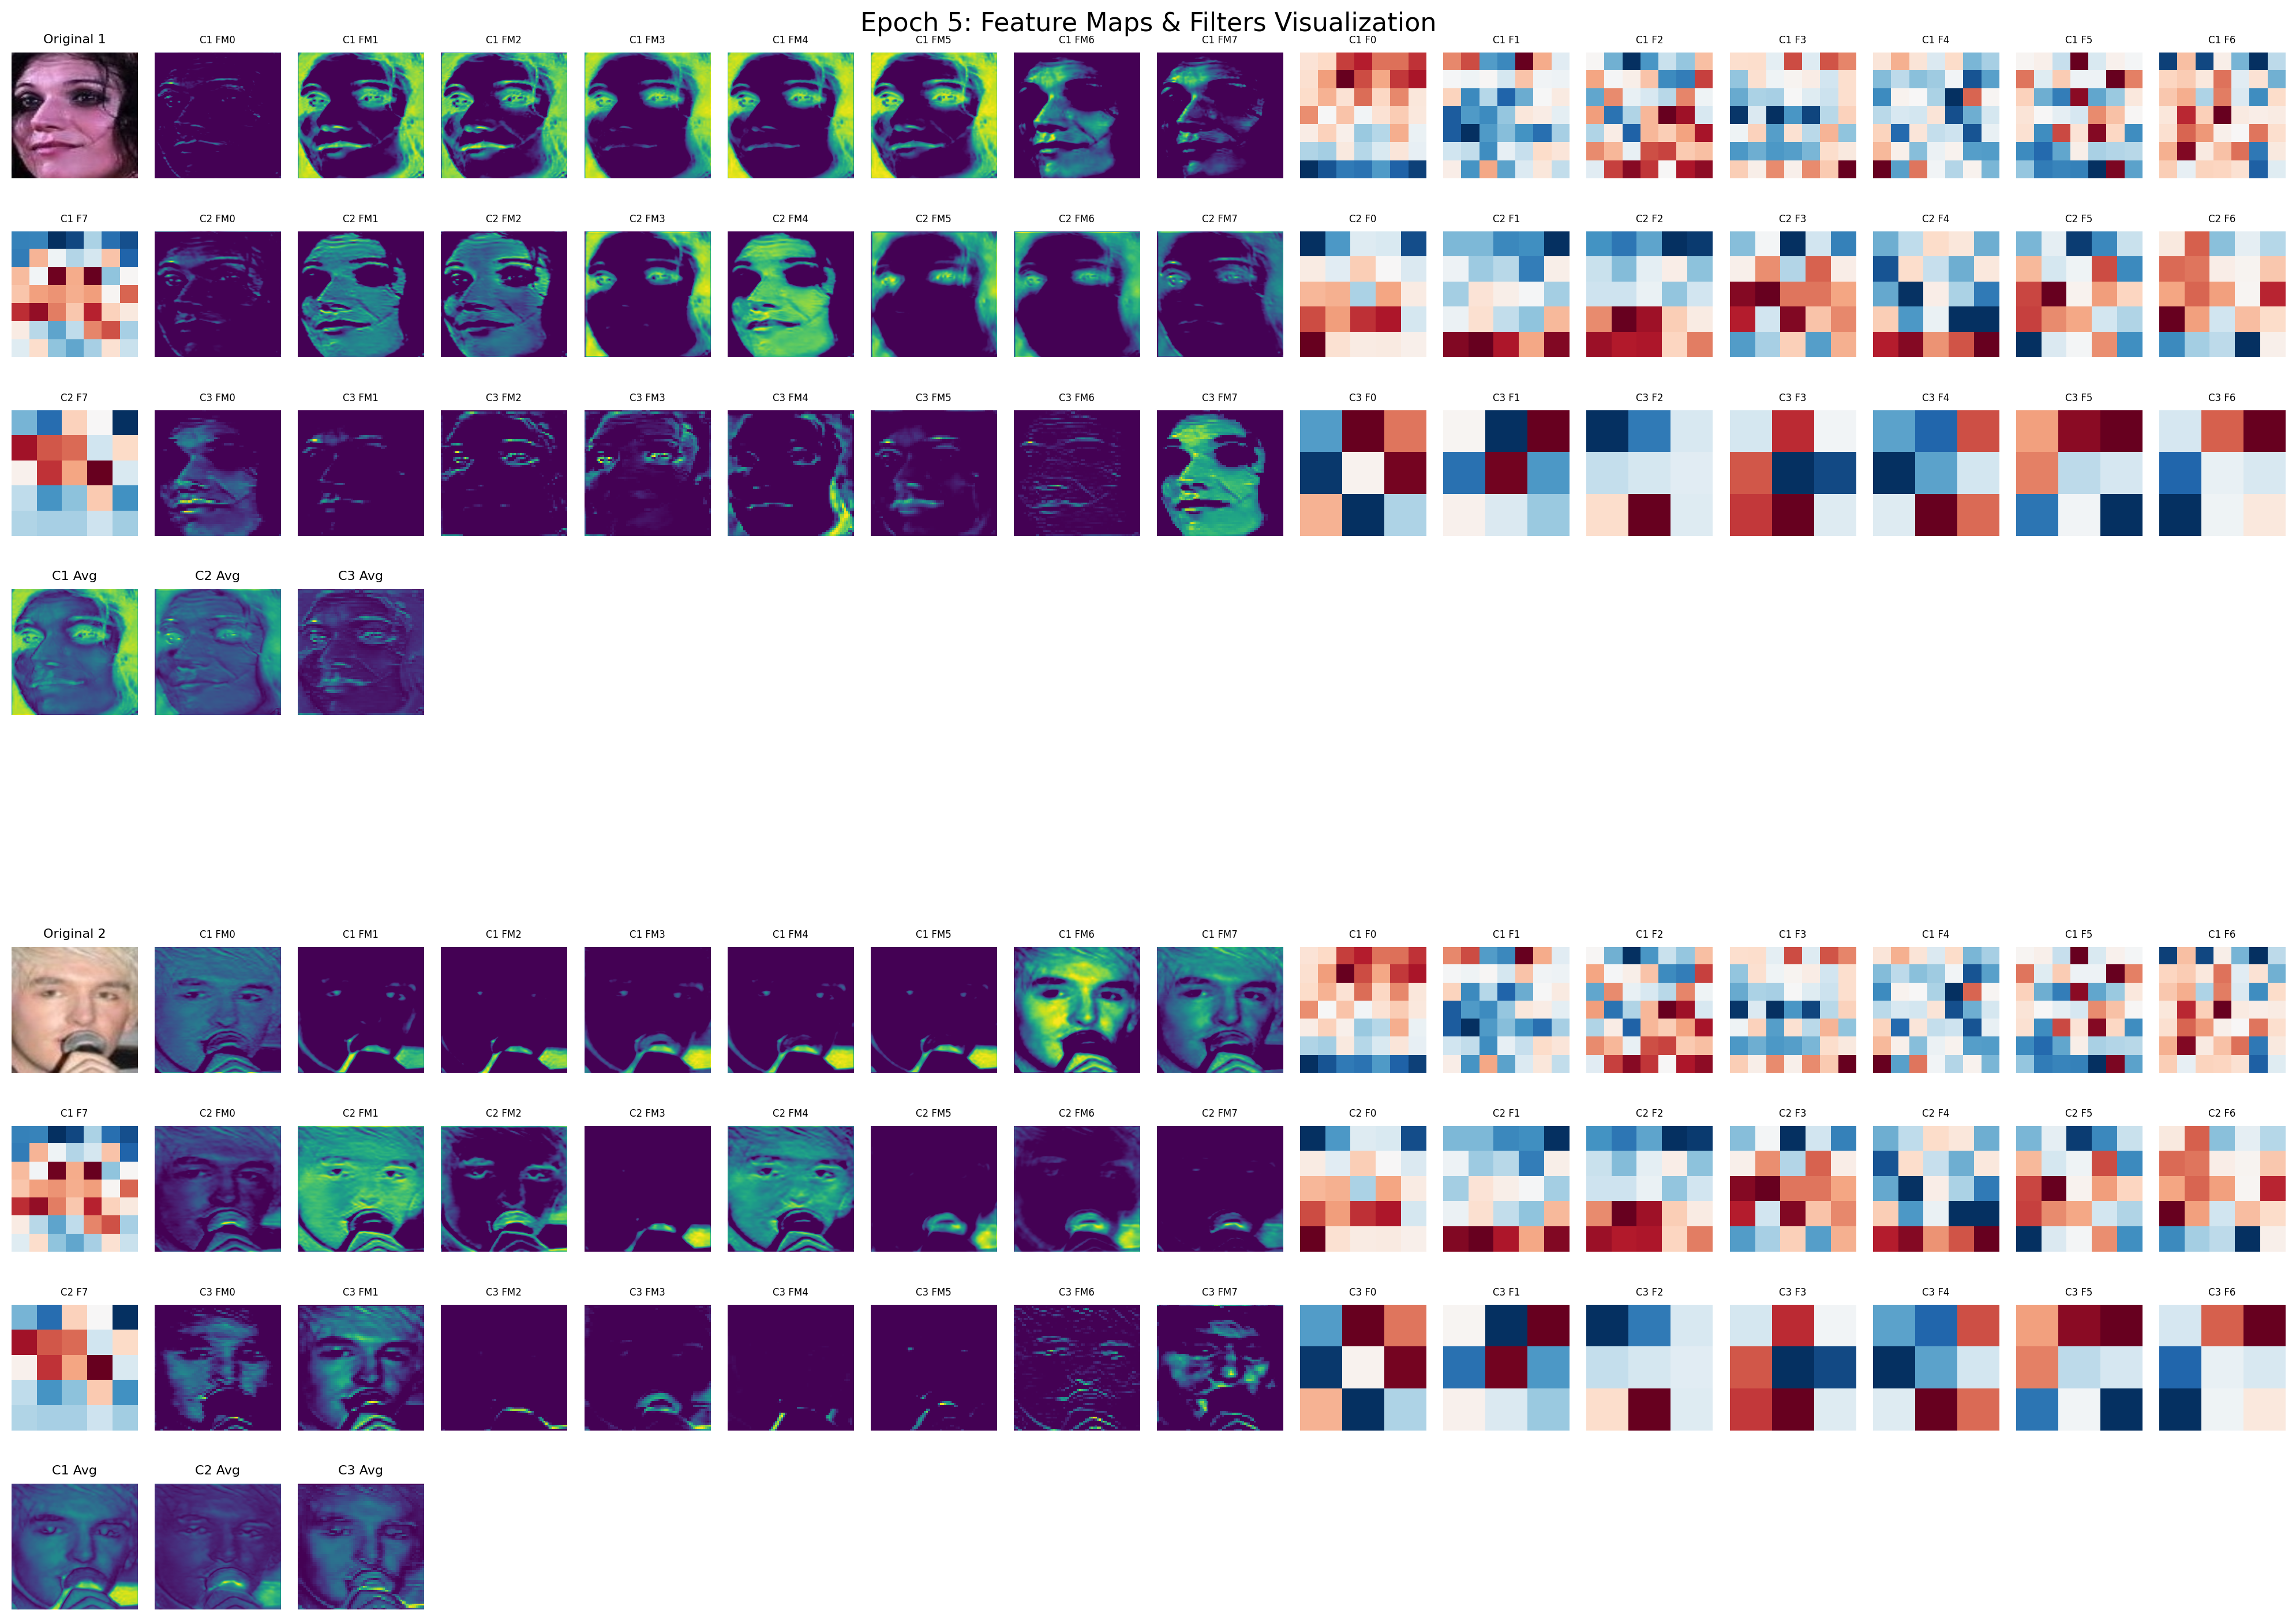 Epoch 5: Feature Maps & Filters Visualization
Original 1 C1 FM0 C1 FM1 C1 FM2 C1 FM3 C1 FM4 C1 FM5 C1 FM6 C1 FM7 C1 F0 C1 F1 C1 F2 C1 F3 C1 F4 C1 F5 C1 F6
C1 F7 C2 FM0 C2 FM1 C2 FM2 C2 FM3 C2 FM4 C2 FM5 C2 FM6 C2 FM7 C2 F0 C2 F1 C2 F2 C2 F3 C2 F4 C2 F5 C2 F6
C2 F7 C3 FM0 C3 FM1 C3 FM2 C3 FM3 C3 FM4 C3 FM5 C3 FM6 C3 FM7 C3 F0 C3 F1 C3 F2 C3 F3 C3 F4 C3 F5 C3 F6
C1 Avg C2 Avg C3 Avg
Original 2 C1 FM0 C1 FM1 C1 FM2 C1 FM3 C1 FM4 C1 FM5 C1 FM6 C1 FM7 C1 F0 C1 F1 C1 F2 C1 F3 C1 F4 C1 F5 C1 F6
C1 F7 C2 FM0 C2 FM1 C2 FM2 C2 FM3 C2 FM4 C2 FM5 C2 FM6 C2 FM7 C2 F0 C2 F1 C2 F2 C2 F3 C2 F4 C2 F5 C2 F6
C2 F7 C3 FM0 C3 FM1 C3 FM2 C3 FM3 C3 FM4 C3 FM5 C3 FM6 C3 FM7 C3 F0 C3 F1 C3 F2 C3 F3 C3 F4 C3 F5 C3 F6
C1 Avg C2 Avg C3 Avg